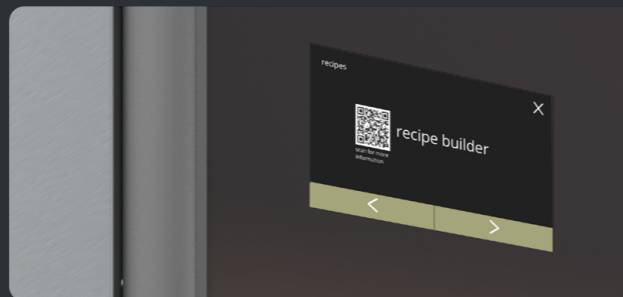 recipes
X
recipe builder
scan for more
information
< >